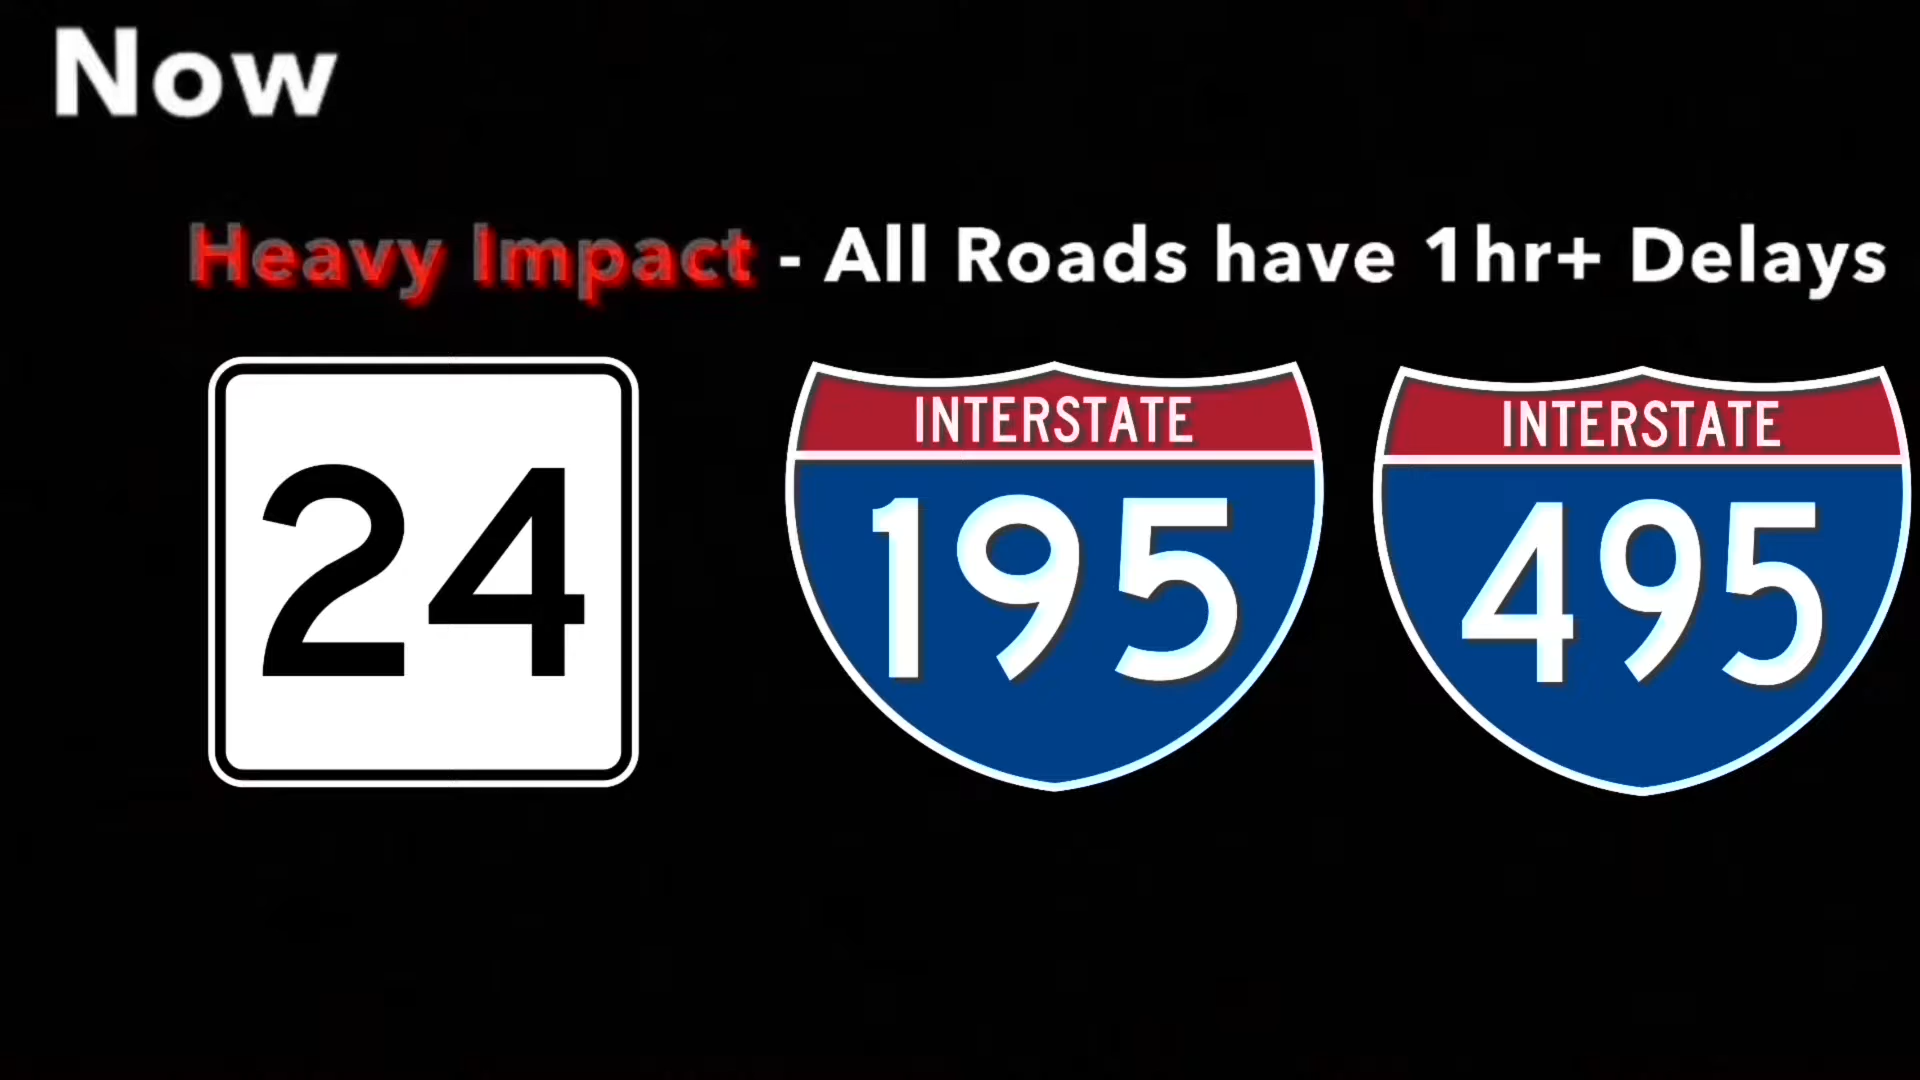 Now
Heavy Impact - All Roads have 1hr+ Delays
24
INTERSTATE
195
INTERSTATE
495